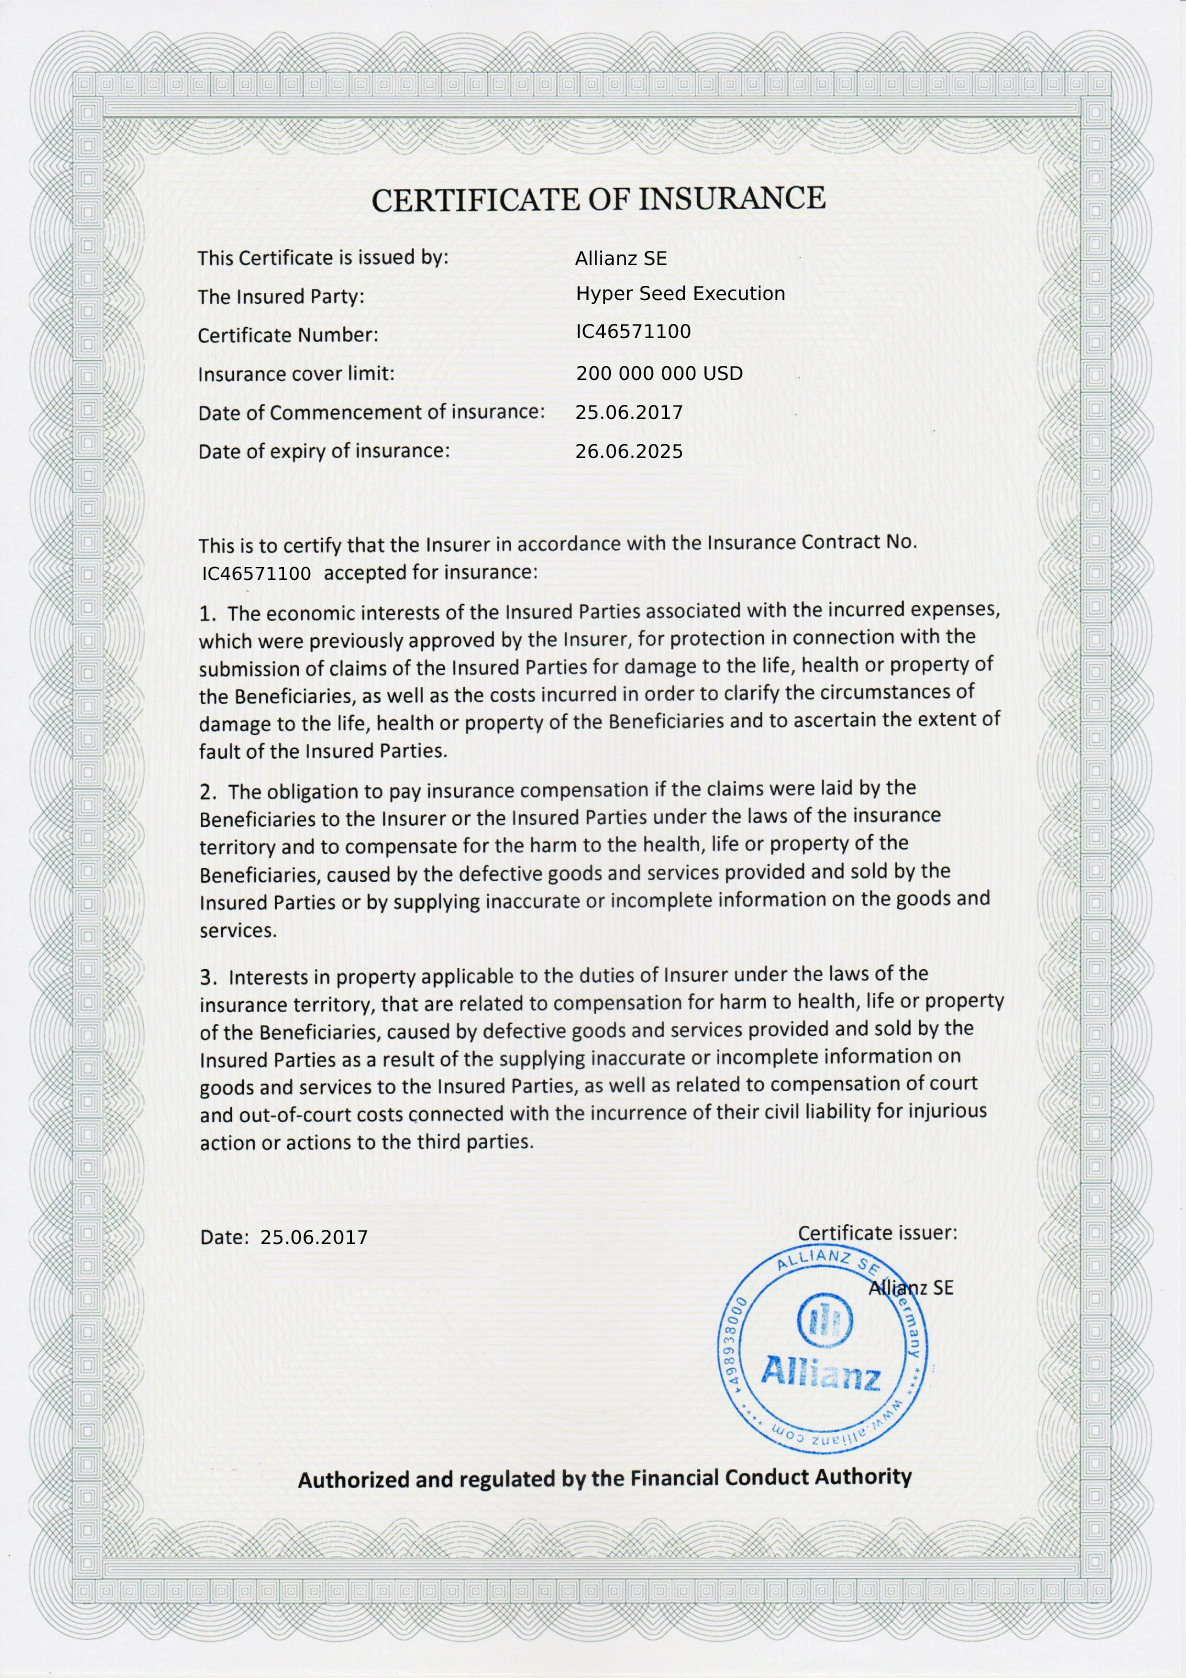 CERTIFICATE OF INSURANCE
This Certificate is issued by: Allianz SE
The Insured Party: Hyper Seed Execution
Certificate Number: IC46571100
Insurance cover limit: 200 000 000 USD
Date of Commencement of insurance: 25.06.2017
Date of expiry of insurance: 26.06.2025
This is to certify that the Insurer in accordance with the Insurance Contract No.
IC46571100 accepted for insurance:
1. The economic interests of the Insured Parties associated with the incurred expenses,
which were previously approved by the Insurer, for protection in connection with the
submission of claims of the Insured Parties for damage to the life, health or property of
the Beneficiaries, as well as the costs incurred in order to clarify the circumstances of
damage to the life, health or property of the Beneficiaries and to ascertain the extent of
fault of the Insured Parties.
2. The obligation to pay insurance compensation if the claims were laid by the
Beneficiaries to the Insurer or the Insured Parties under the laws of the insurance
territory and to compensate for the harm to the health, life or property of the
Beneficiaries, caused by the defective goods and services provided and sold by the
Insured Parties or by supplying inaccurate or incomplete information on the goods and
services.
3. Interests in property applicable to the duties of Insurer under the laws of the
insurance territory, that are related to compensation for harm to health, life or property
of the Beneficiaries, caused by defective goods and services provided and sold by the
Insured Parties as a result of the supplying inaccurate or incomplete information on
goods and services to the Insured Parties, as well as related to compensation of court
and out-of-court costs connected with the incurrence of their civil liability for injurious
action or actions to the third parties.
Date: 25.06.2017
Certificate issuer:
Allianz SE
ALLIANZ SE Germany **** www.allianz com **** +498938000
Allianz
Authorized and regulated by the Financial Conduct Authority